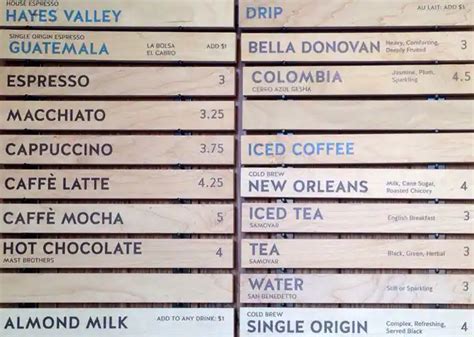 HOUSE ESPRESSO
HAYES VALLEY
SINGLE ORIGIN ESPRESSO
GUATEMALA LA BOLSA EL CABRO ADD $1
ESPRESSO 3
MACCHIATO 3.25
CAPPUCCINO 3.75
CAFFÈ LATTE 4.25
CAFFÈ MOCHA 5
HOT CHOCOLATE 4
MAST BROTHERS
ALMOND MILK ADD TO ANY DRINK: $1
DRIP AU LAIT: ADD $1
BELLA DONOVAN Heavy, Comforting, Deeply Fruited 3
COLOMBIA Jasmine, Plum, Sparkling 4.5
CERRO AZUL GESHA
ICED COFFEE
COLD BREW
NEW ORLEANS Milk, Cane Sugar, Roasted Chicory 4
ICED TEA English Breakfast 3
SAMOVAR
TEA Black, Green, Herbal 3
SAMOVAR
WATER Still or Sparkling 3
SAN BENEDETTO
COLD BREW
SINGLE ORIGIN Complex, Refreshing, Served Black 4